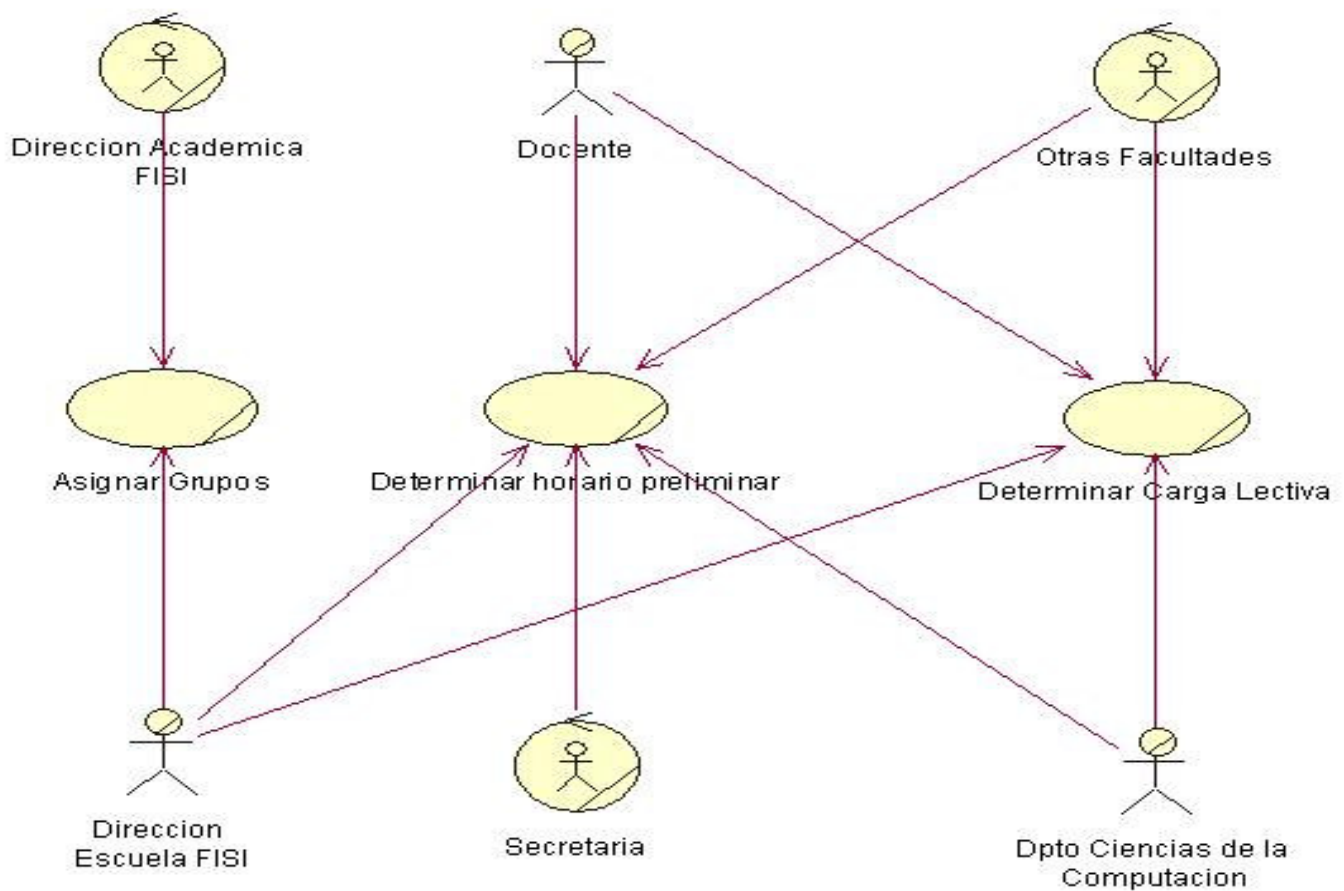 Direccion Academica
FISI
Docente
Otras Facultades
Asignar Grupos
Determinar horario preliminar
Determinar Carga Lectiva
Direccion
Escuela FISI
Secretaria
Dpto Ciencias de la
Computacion